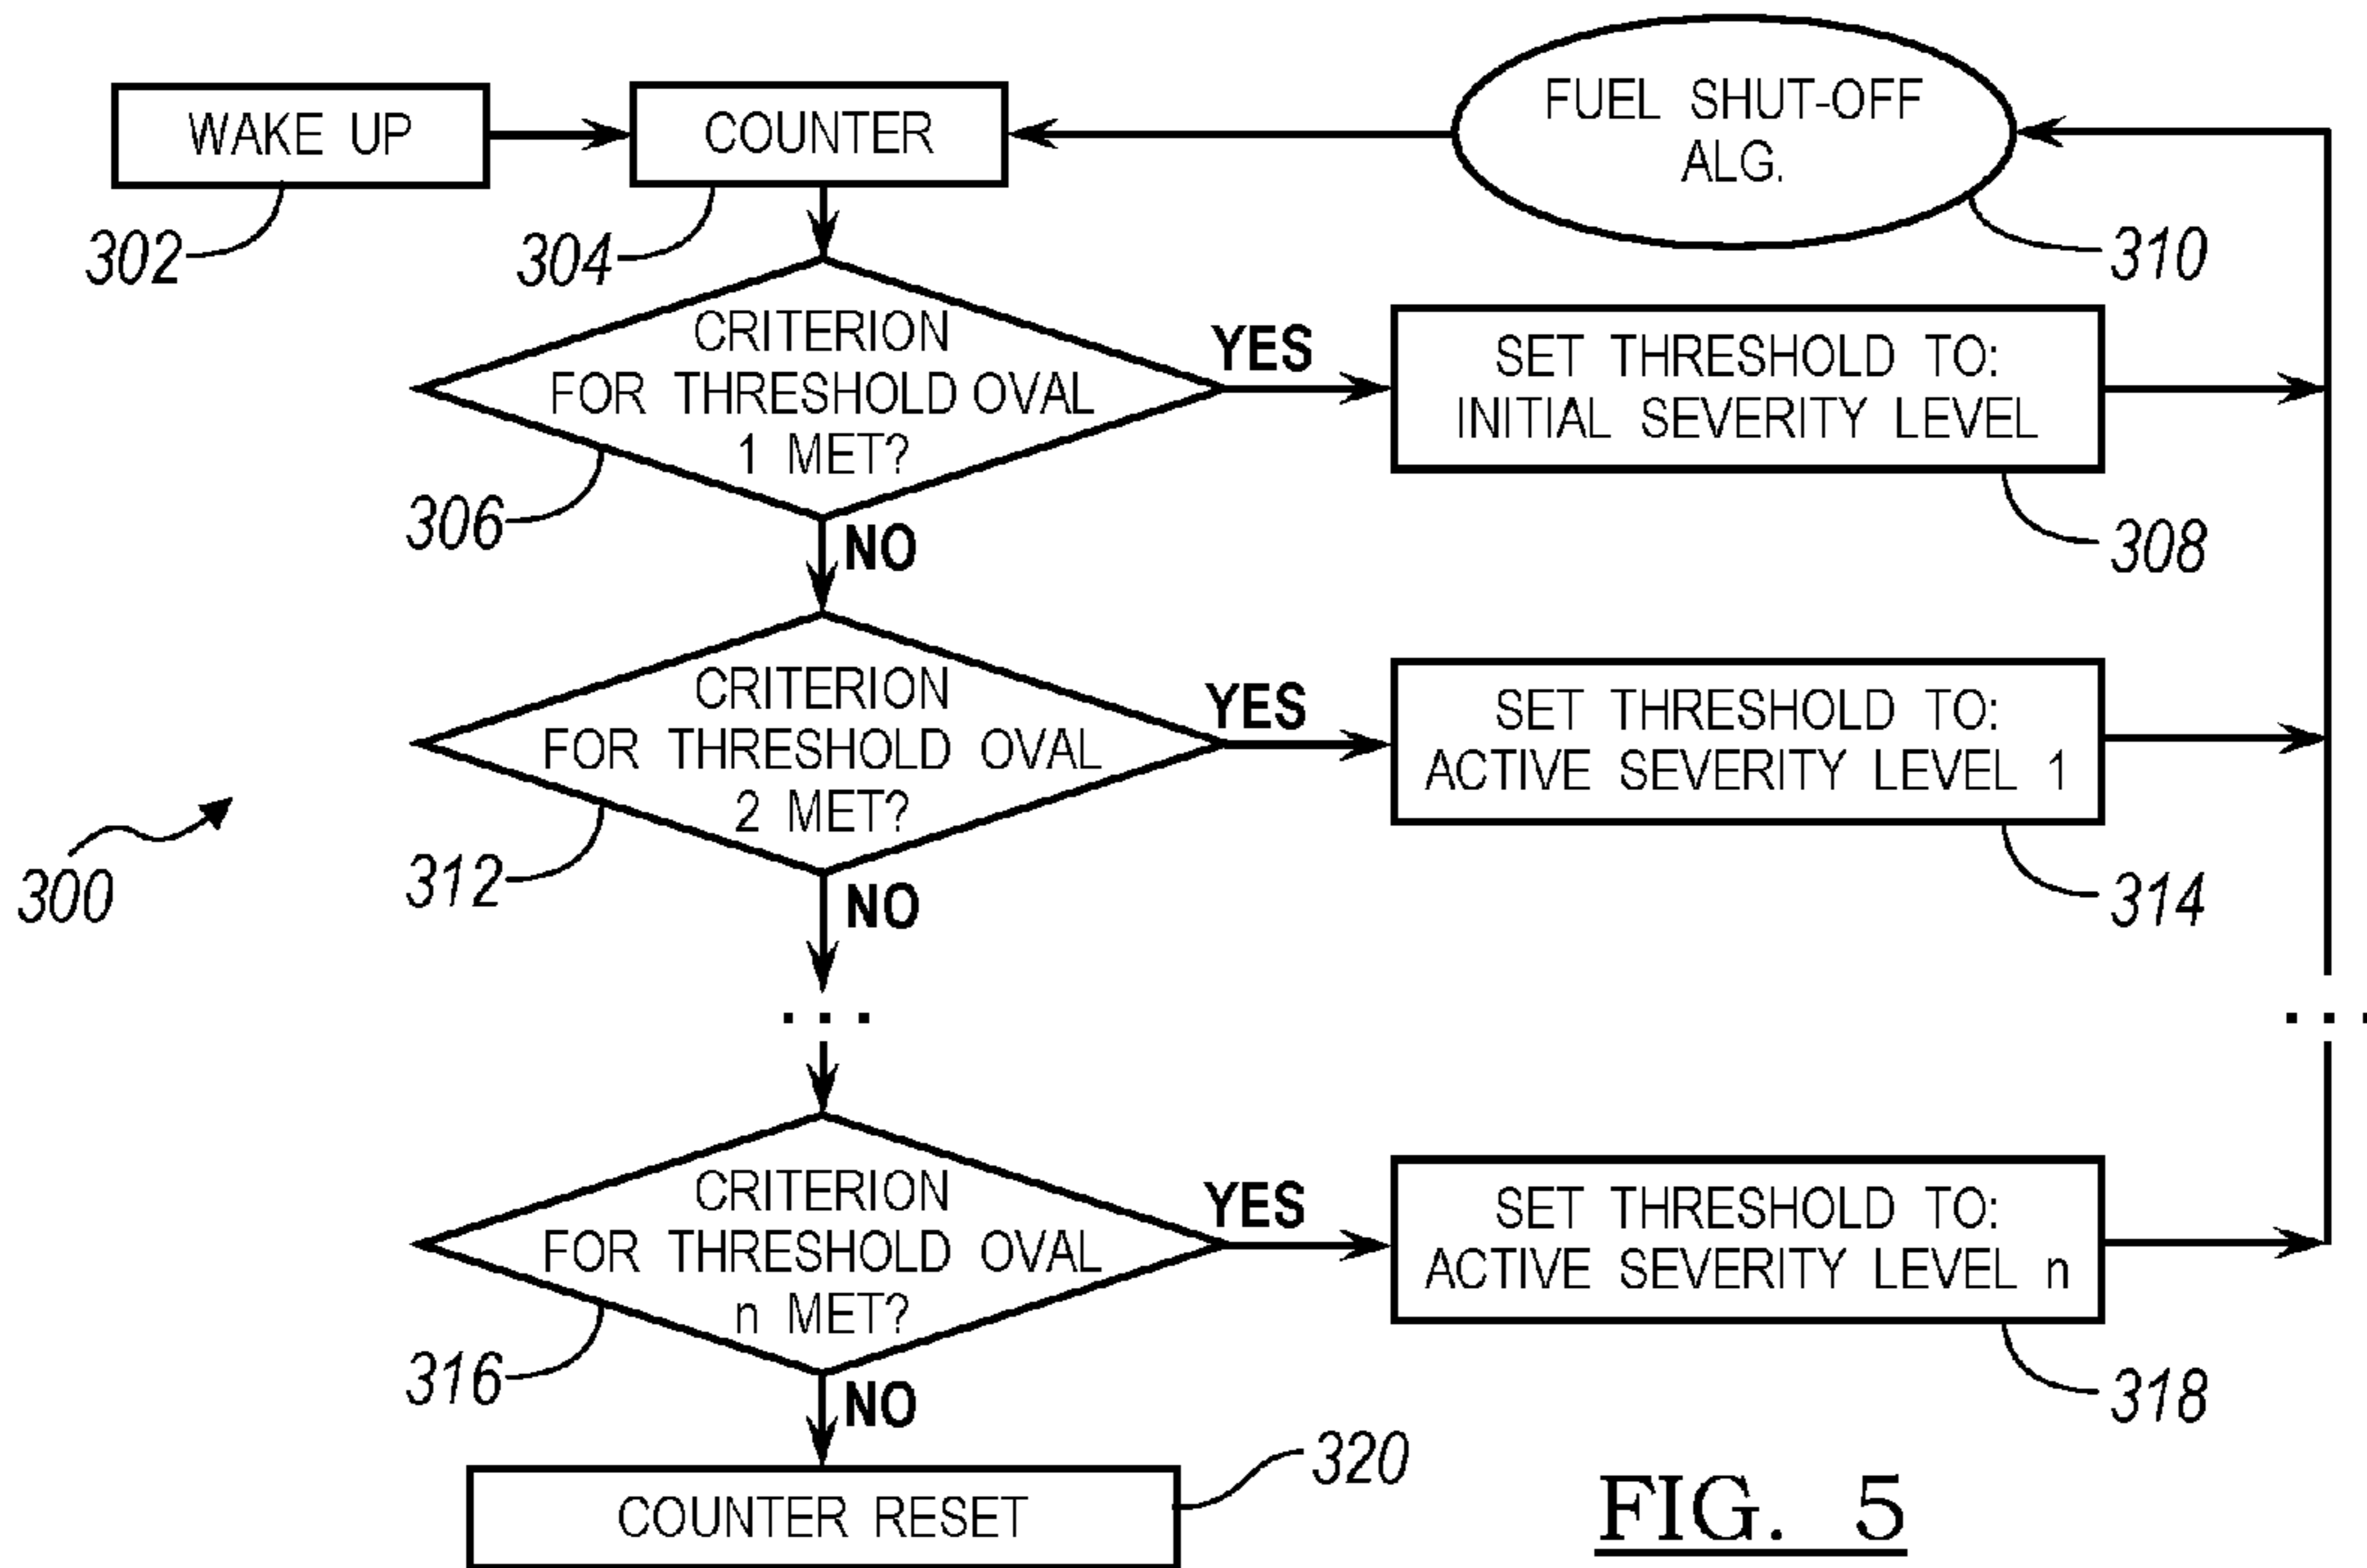 WAKE UP
COUNTER
FUEL SHUT-OFF
ALG.
302
304
310
CRITERION
FOR THRESHOLD OVAL
1 MET?
YES
SET THRESHOLD TO:
INITIAL SEVERITY LEVEL
306
NO
308
CRITERION
FOR THRESHOLD OVAL
2 MET?
YES
SET THRESHOLD TO:
ACTIVE SEVERITY LEVEL 1
300
312
NO
314
. . .
. . .
CRITERION
FOR THRESHOLD OVAL
n MET?
YES
SET THRESHOLD TO:
ACTIVE SEVERITY LEVEL n
316
NO
318
COUNTER RESET
320
FIG. 5